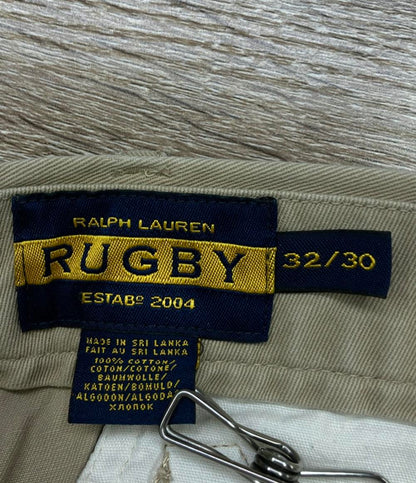 RALPH LAUREN
RUGBY
ESTABº 2004
32/30
MADE IN SRI LANKA
FAIT AU SRI LANKA
100% COTTON/
COTON/COTONE/
BAUMWOLLE/
KATOEN/BOMULD/
ALGODON/ALGODA/
ХЛОПОК